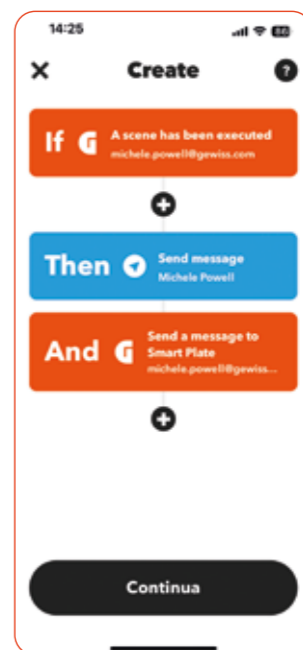 14:25
Create
?
If G A scene has been executed
michele.powell@gewiss.com
Then Send message
Michele Powell
And G Send a message to
Smart Plate
michele.powell@gewiss...
Continua